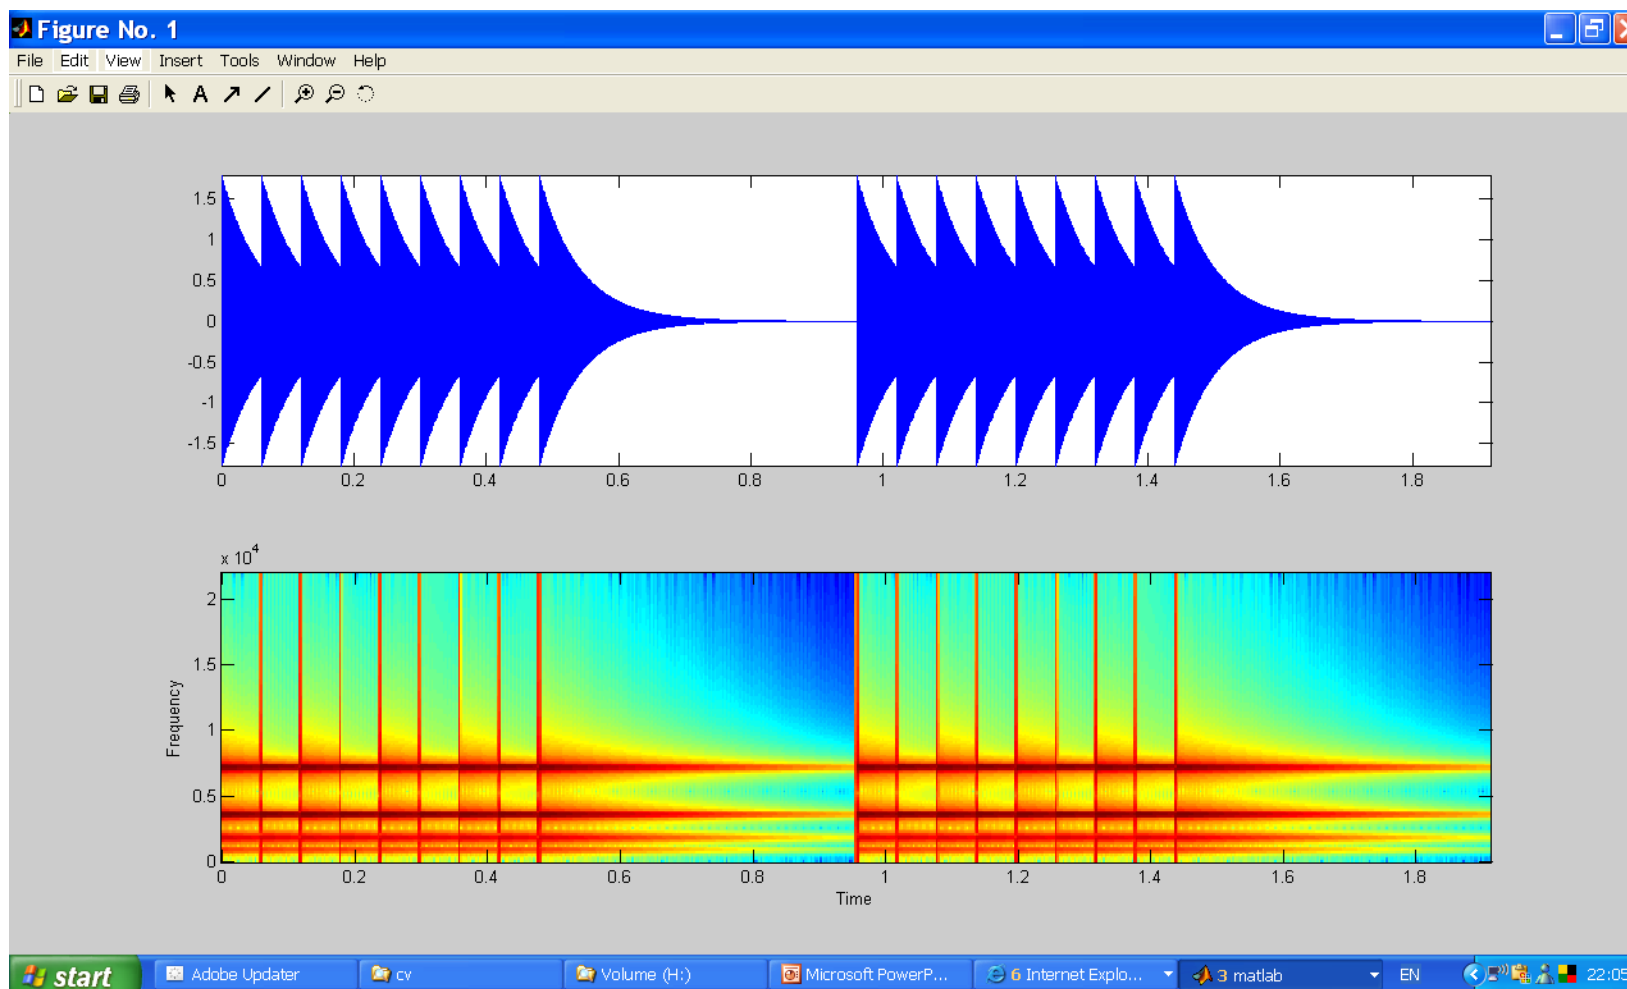 Figure No. 1
File Edit View Insert Tools Window Help
A
1.5
1
0.5
0
-0.5
-1
-1.5
0 0.2 0.4 0.6 0.8 1 1.2 1.4 1.6 1.8
x 10^4
2
1.5
1
0.5
0
Frequency
0 0.2 0.4 0.6 0.8 1 1.2 1.4 1.6 1.8
Time
start Adobe Updater cv Volume (H:) Microsoft PowerP... 6 Internet Explo... 3 matlab EN 22:05